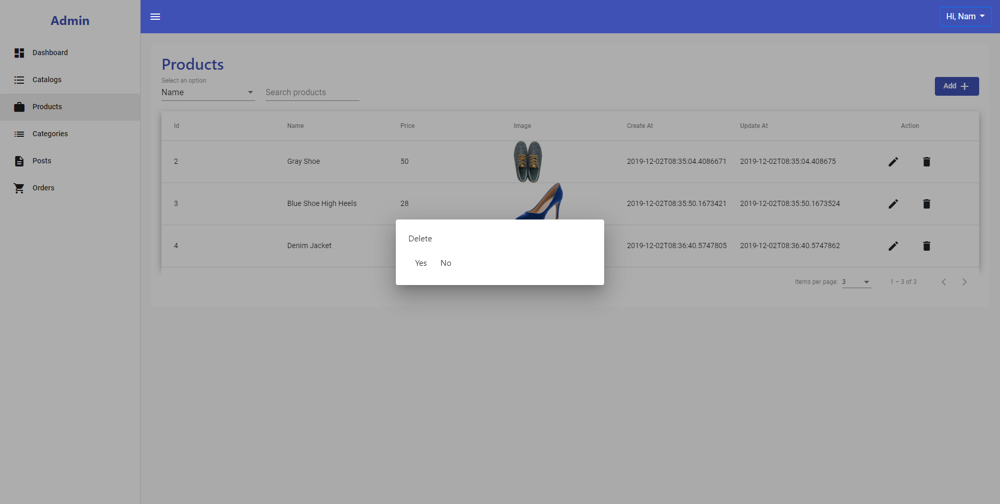 Admin
Hi, Nam
Dashboard
Catalogs
Products
Categories
Posts
Orders
Products
Select an option
Name
Search products
Add
Id Name Price Image Create At Update At Action
2 Gray Shoe 50 2019-12-02T08:35:04.4086671 2019-12-02T08:35:04.408675
3 Blue Shoe High Heels 28 2019-12-02T08:35:50.1673421 2019-12-02T08:35:50.1673524
4 Denim Jacket 2019-12-02T08:36:40.5747805 2019-12-02T08:36:40.5747862
Delete
Yes No
Items per page: 3 1 – 3 of 3